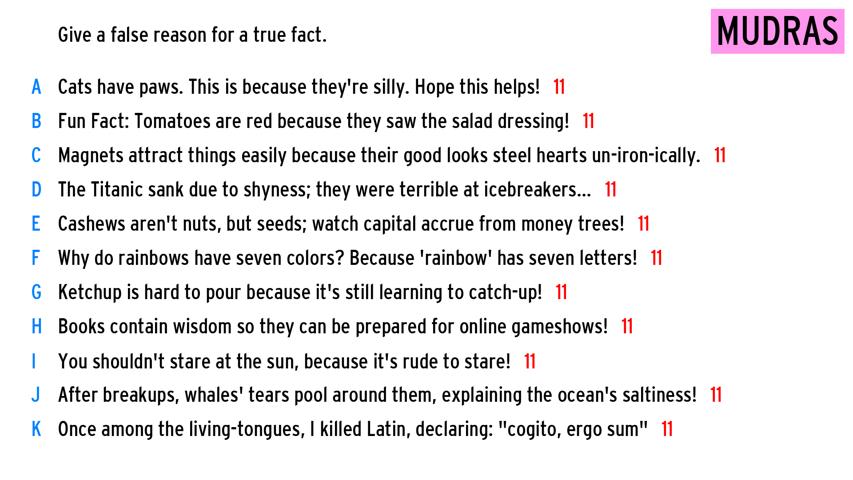 Give a false reason for a true fact.
MUDRAS
A Cats have paws. This is because they're silly. Hope this helps! 11
B Fun Fact: Tomatoes are red because they saw the salad dressing! 11
C Magnets attract things easily because their good looks steel hearts un-iron-ically. 11
D The Titanic sank due to shyness; they were terrible at icebreakers... 11
E Cashews aren't nuts, but seeds; watch capital accrue from money trees! 11
F Why do rainbows have seven colors? Because 'rainbow' has seven letters! 11
G Ketchup is hard to pour because it's still learning to catch-up! 11
H Books contain wisdom so they can be prepared for online gameshows! 11
I You shouldn't stare at the sun, because it's rude to stare! 11
J After breakups, whales' tears pool around them, explaining the ocean's saltiness! 11
K Once among the living-tongues, I killed Latin, declaring: "cogito, ergo sum" 11